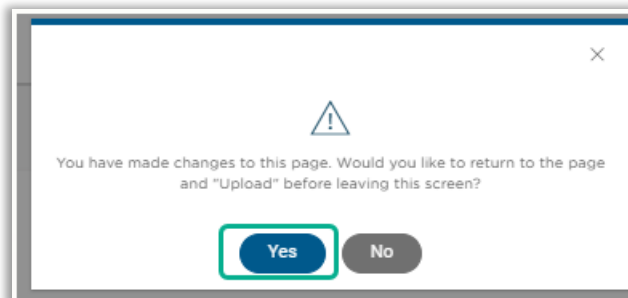 You have made changes to this page. Would you like to return to the page
and "Upload" before leaving this screen?
Yes No